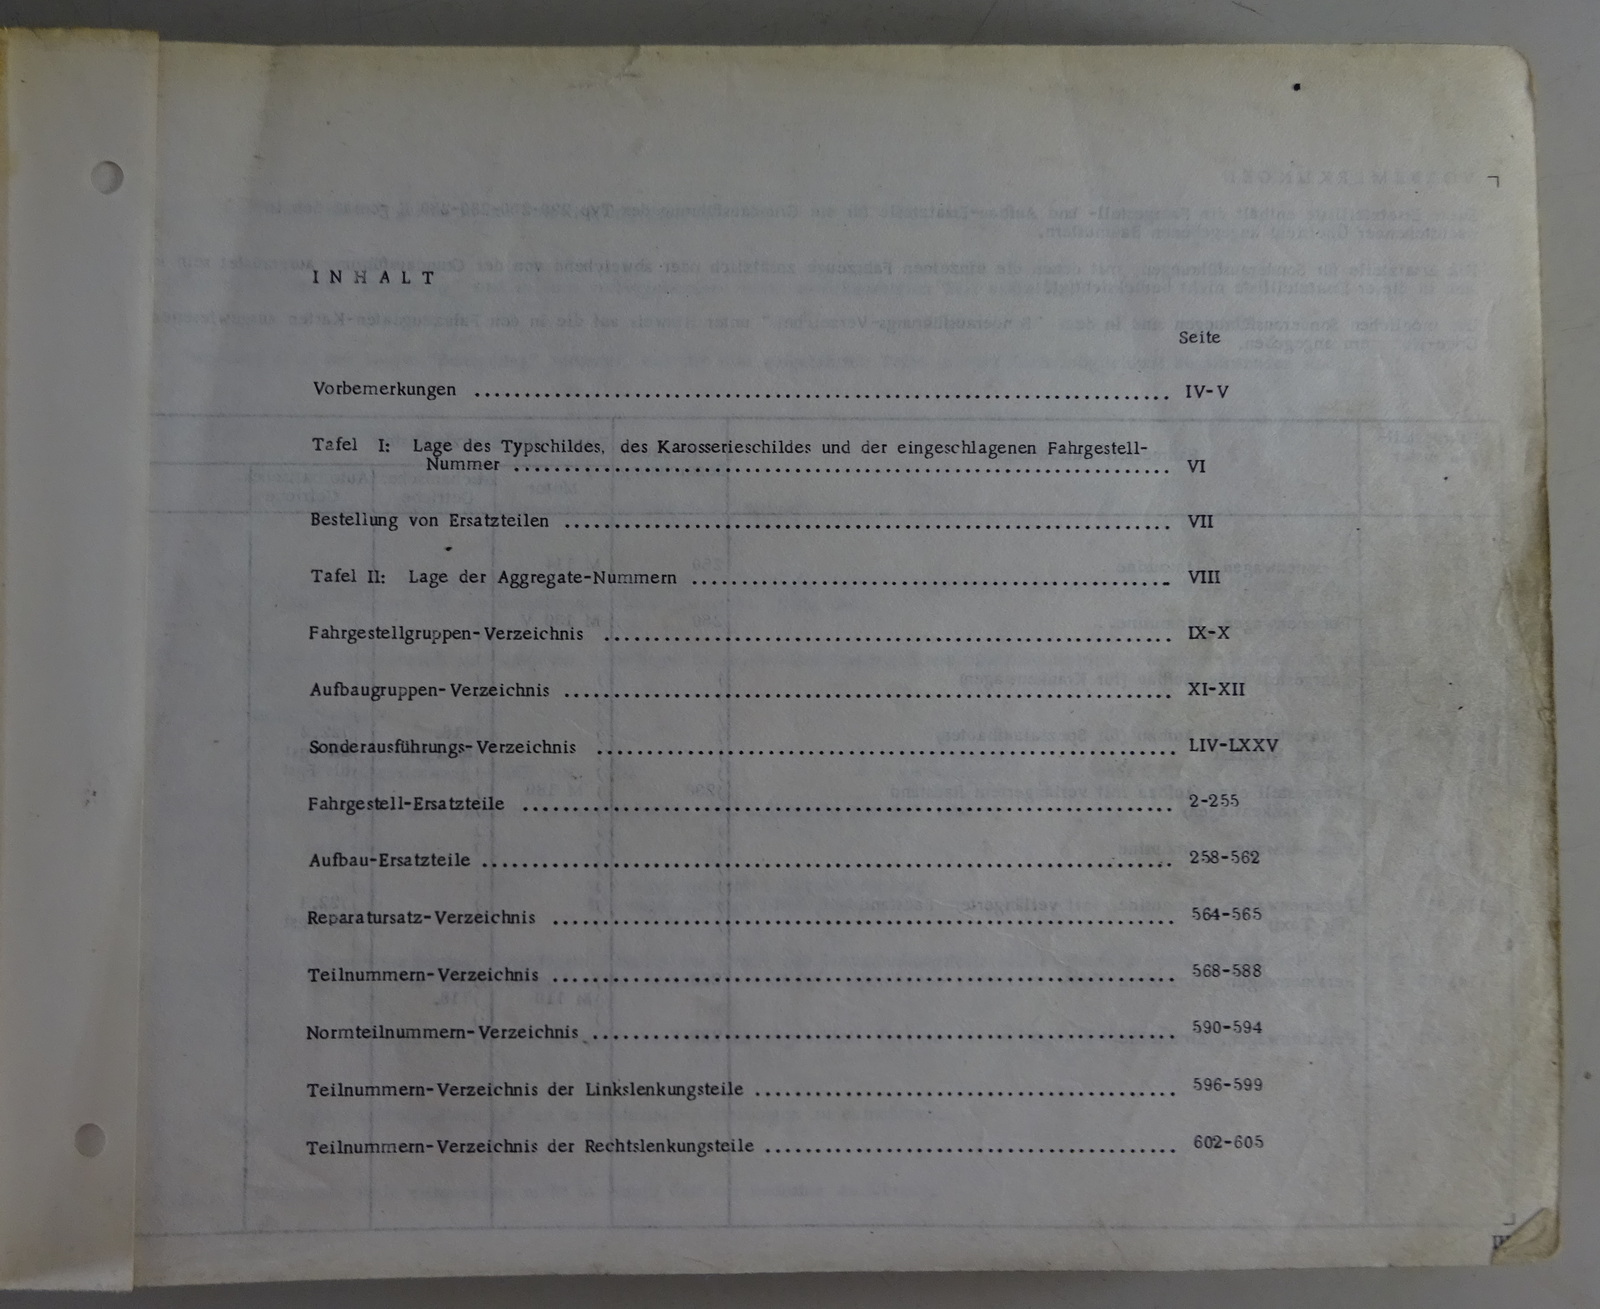 INHALT
Seite
Vorbemerkungen ........ IV-V
Tafel I: Lage des Typschildes, des Karosserieschildes und der eingeschlagenen Fahrgestell-
Nummer ........ VI
Bestellung von Ersatzteilen ........ VII
Tafel II: Lage der Aggregate-Nummern ........ VIII
Fahrgestellgruppen-Verzeichnis ........ IX-X
Aufbaugruppen-Verzeichnis ........ XI-XII
Sonderausführungs-Verzeichnis ........ LIV-LXXV
Fahrgestell-Ersatzteile ........ 2-255
Aufbau-Ersatzteile ........ 258-562
Reparatursatz-Verzeichnis ........ 564-565
Teilnummern-Verzeichnis ........ 568-588
Normteilnummern-Verzeichnis ........ 590-594
Teilnummern-Verzeichnis der Linkslenkungsteile ........ 596-599
Teilnummern-Verzeichnis der Rechtslenkungsteile ........ 602-605